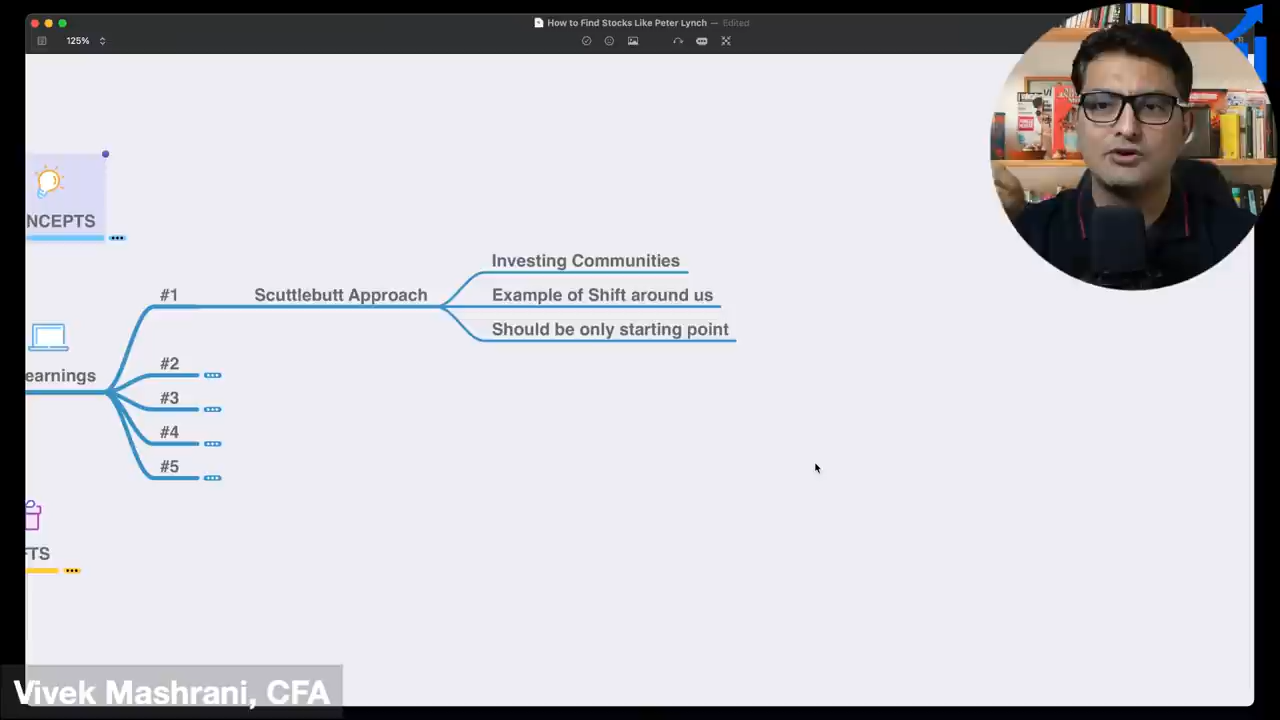 How to Find Stocks Like Peter Lynch — Edited
125%
NCEPTS
#1
Scuttlebutt Approach
Investing Communities
Example of Shift around us
Should be only starting point
earnings
#2
#3
#4
#5
FTS
Vivek Mashrani, CFA